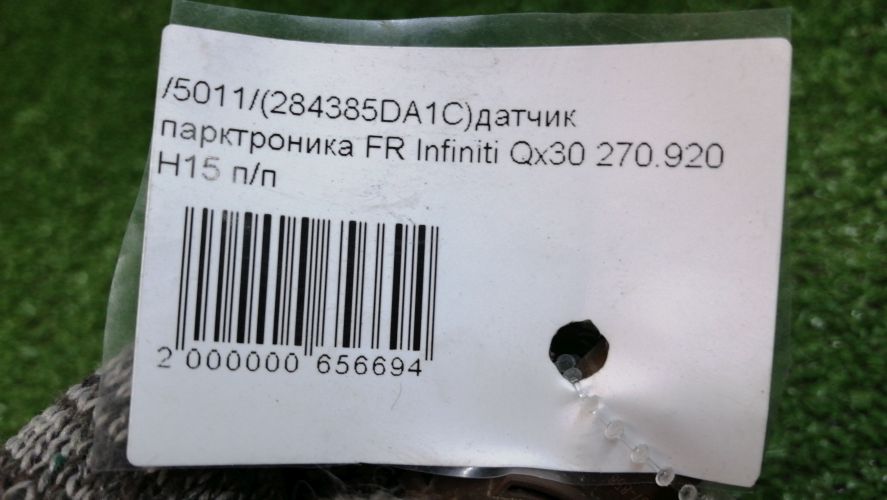 /5011/(284385DA1C)датчик
парктроника FR Infiniti Qx30 270.920
H15 п/п
2 000000 656694